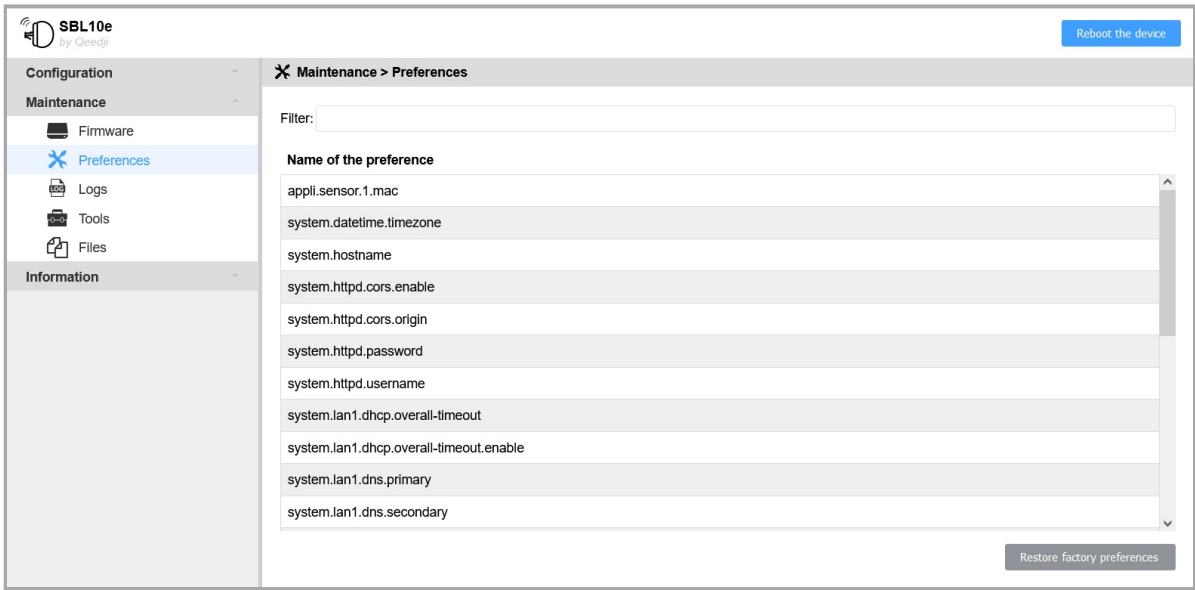 SBL10e
by Qeedji
Reboot the device
Configuration
Maintenance
Firmware
Preferences
LOG
Logs
Tools
Files
Information
Maintenance > Preferences
Filter:
Name of the preference
appli.sensor.1.mac
system.datetime.timezone
system.hostname
system.httpd.cors.enable
system.httpd.cors.origin
system.httpd.password
system.httpd.username
system.lan1.dhcp.overall-timeout
system.lan1.dhcp.overall-timeout.enable
system.lan1.dns.primary
system.lan1.dns.secondary
Restore factory preferences